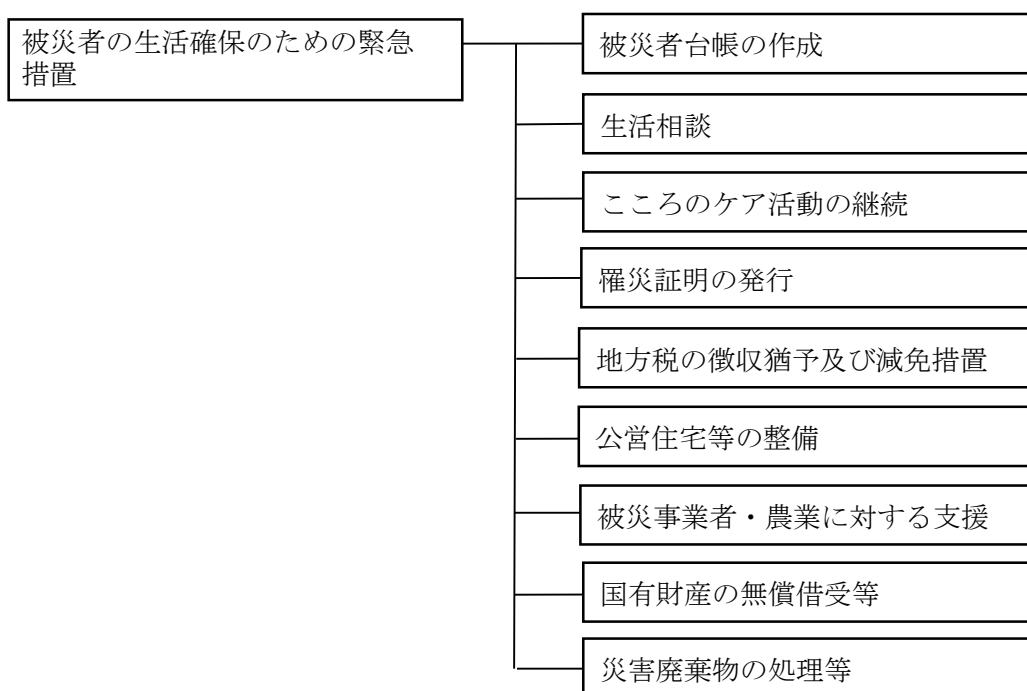 被災者の生活確保のための緊急
措置
被災者台帳の作成
生活相談
こころのケア活動の継続
罹災証明の発行
地方税の徴収猶予及び減免措置
公営住宅等の整備
被災事業者・農業に対する支援
国有財産の無償借受等
災害廃棄物の処理等